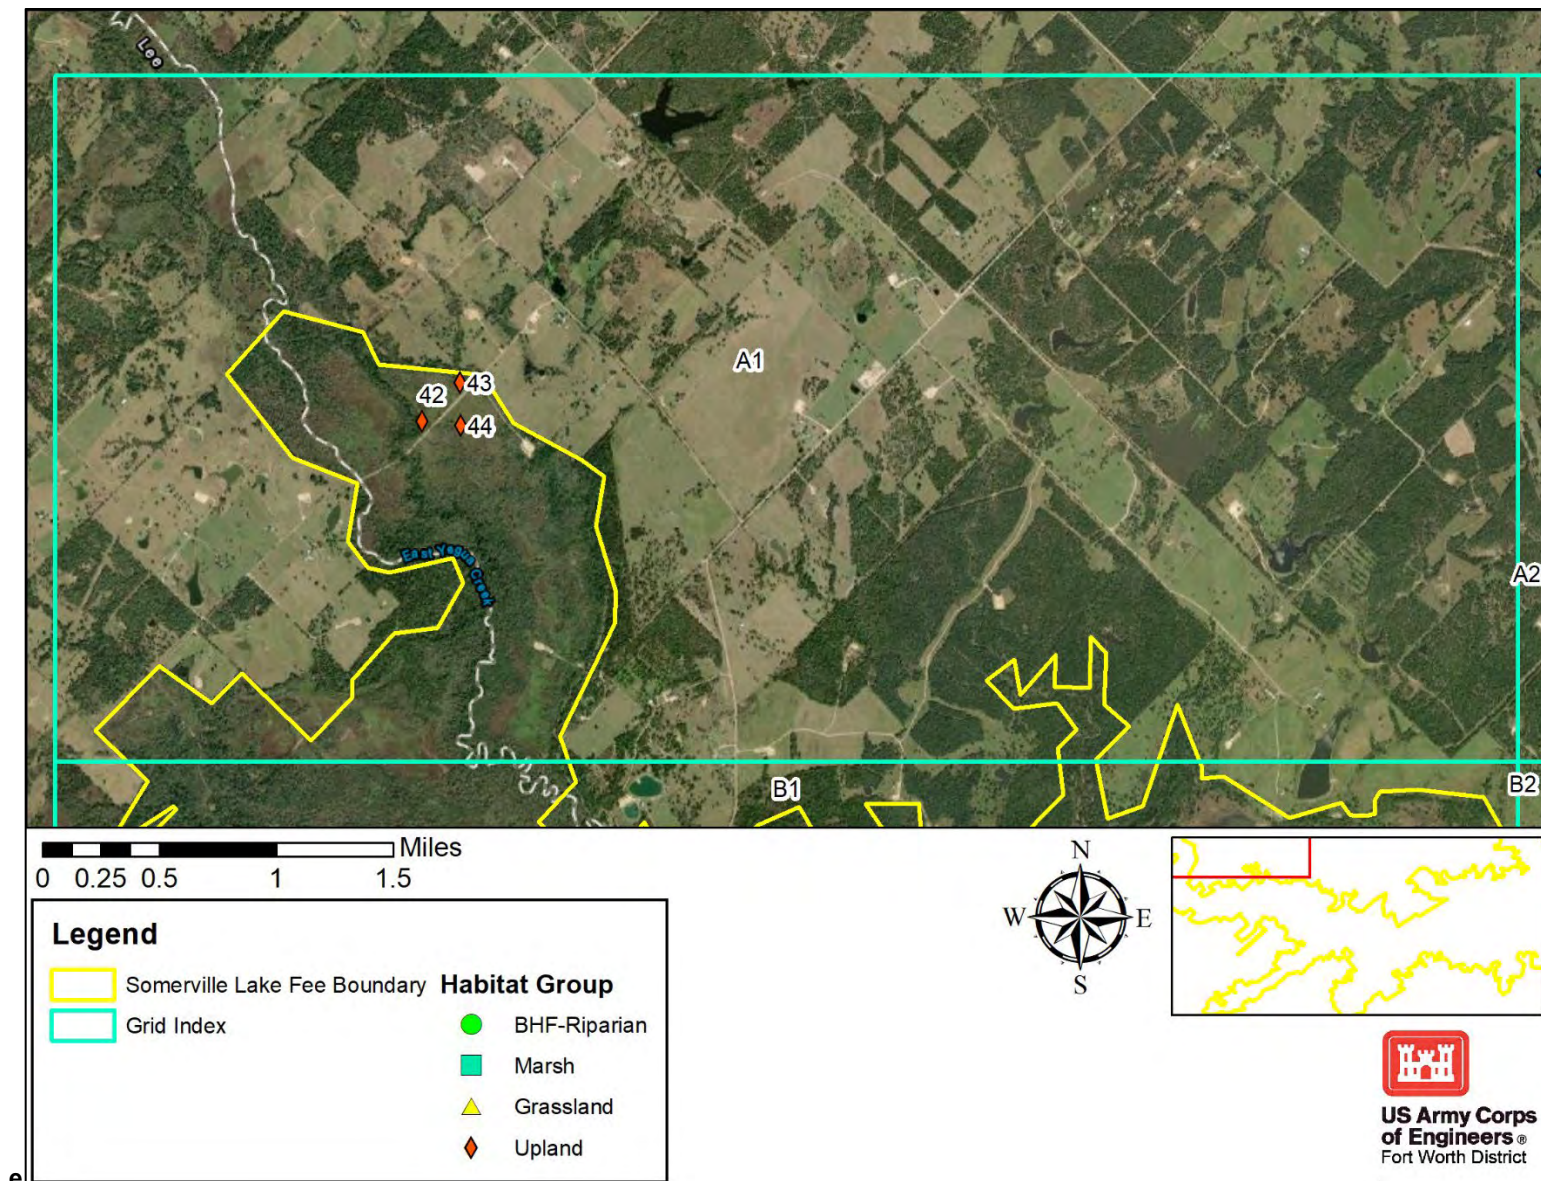 Lee
A1
42
43
44
East Yegua Creek
A2
B1
B2
Miles
0 0.25 0.5 1 1.5
N
W E
S
Legend
Somerville Lake Fee Boundary
Grid Index
Habitat Group
BHF-Riparian
Marsh
Grassland
Upland
US Army Corps
of Engineers ®
Fort Worth District
e